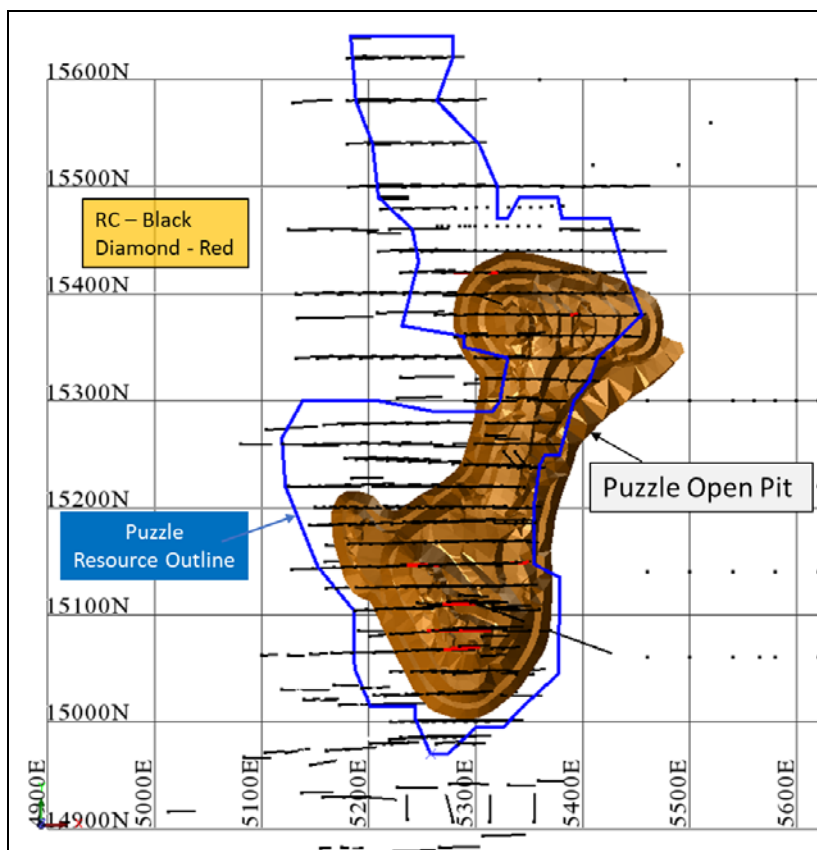 15600N
15500N
RC – Black
Diamond - Red
15400N
15300N
Puzzle Open Pit
15200N
Puzzle
Resource Outline
15100N
15000N
14900N
4900E
5000E
5100E
5200E
5300E
5400E
5500E